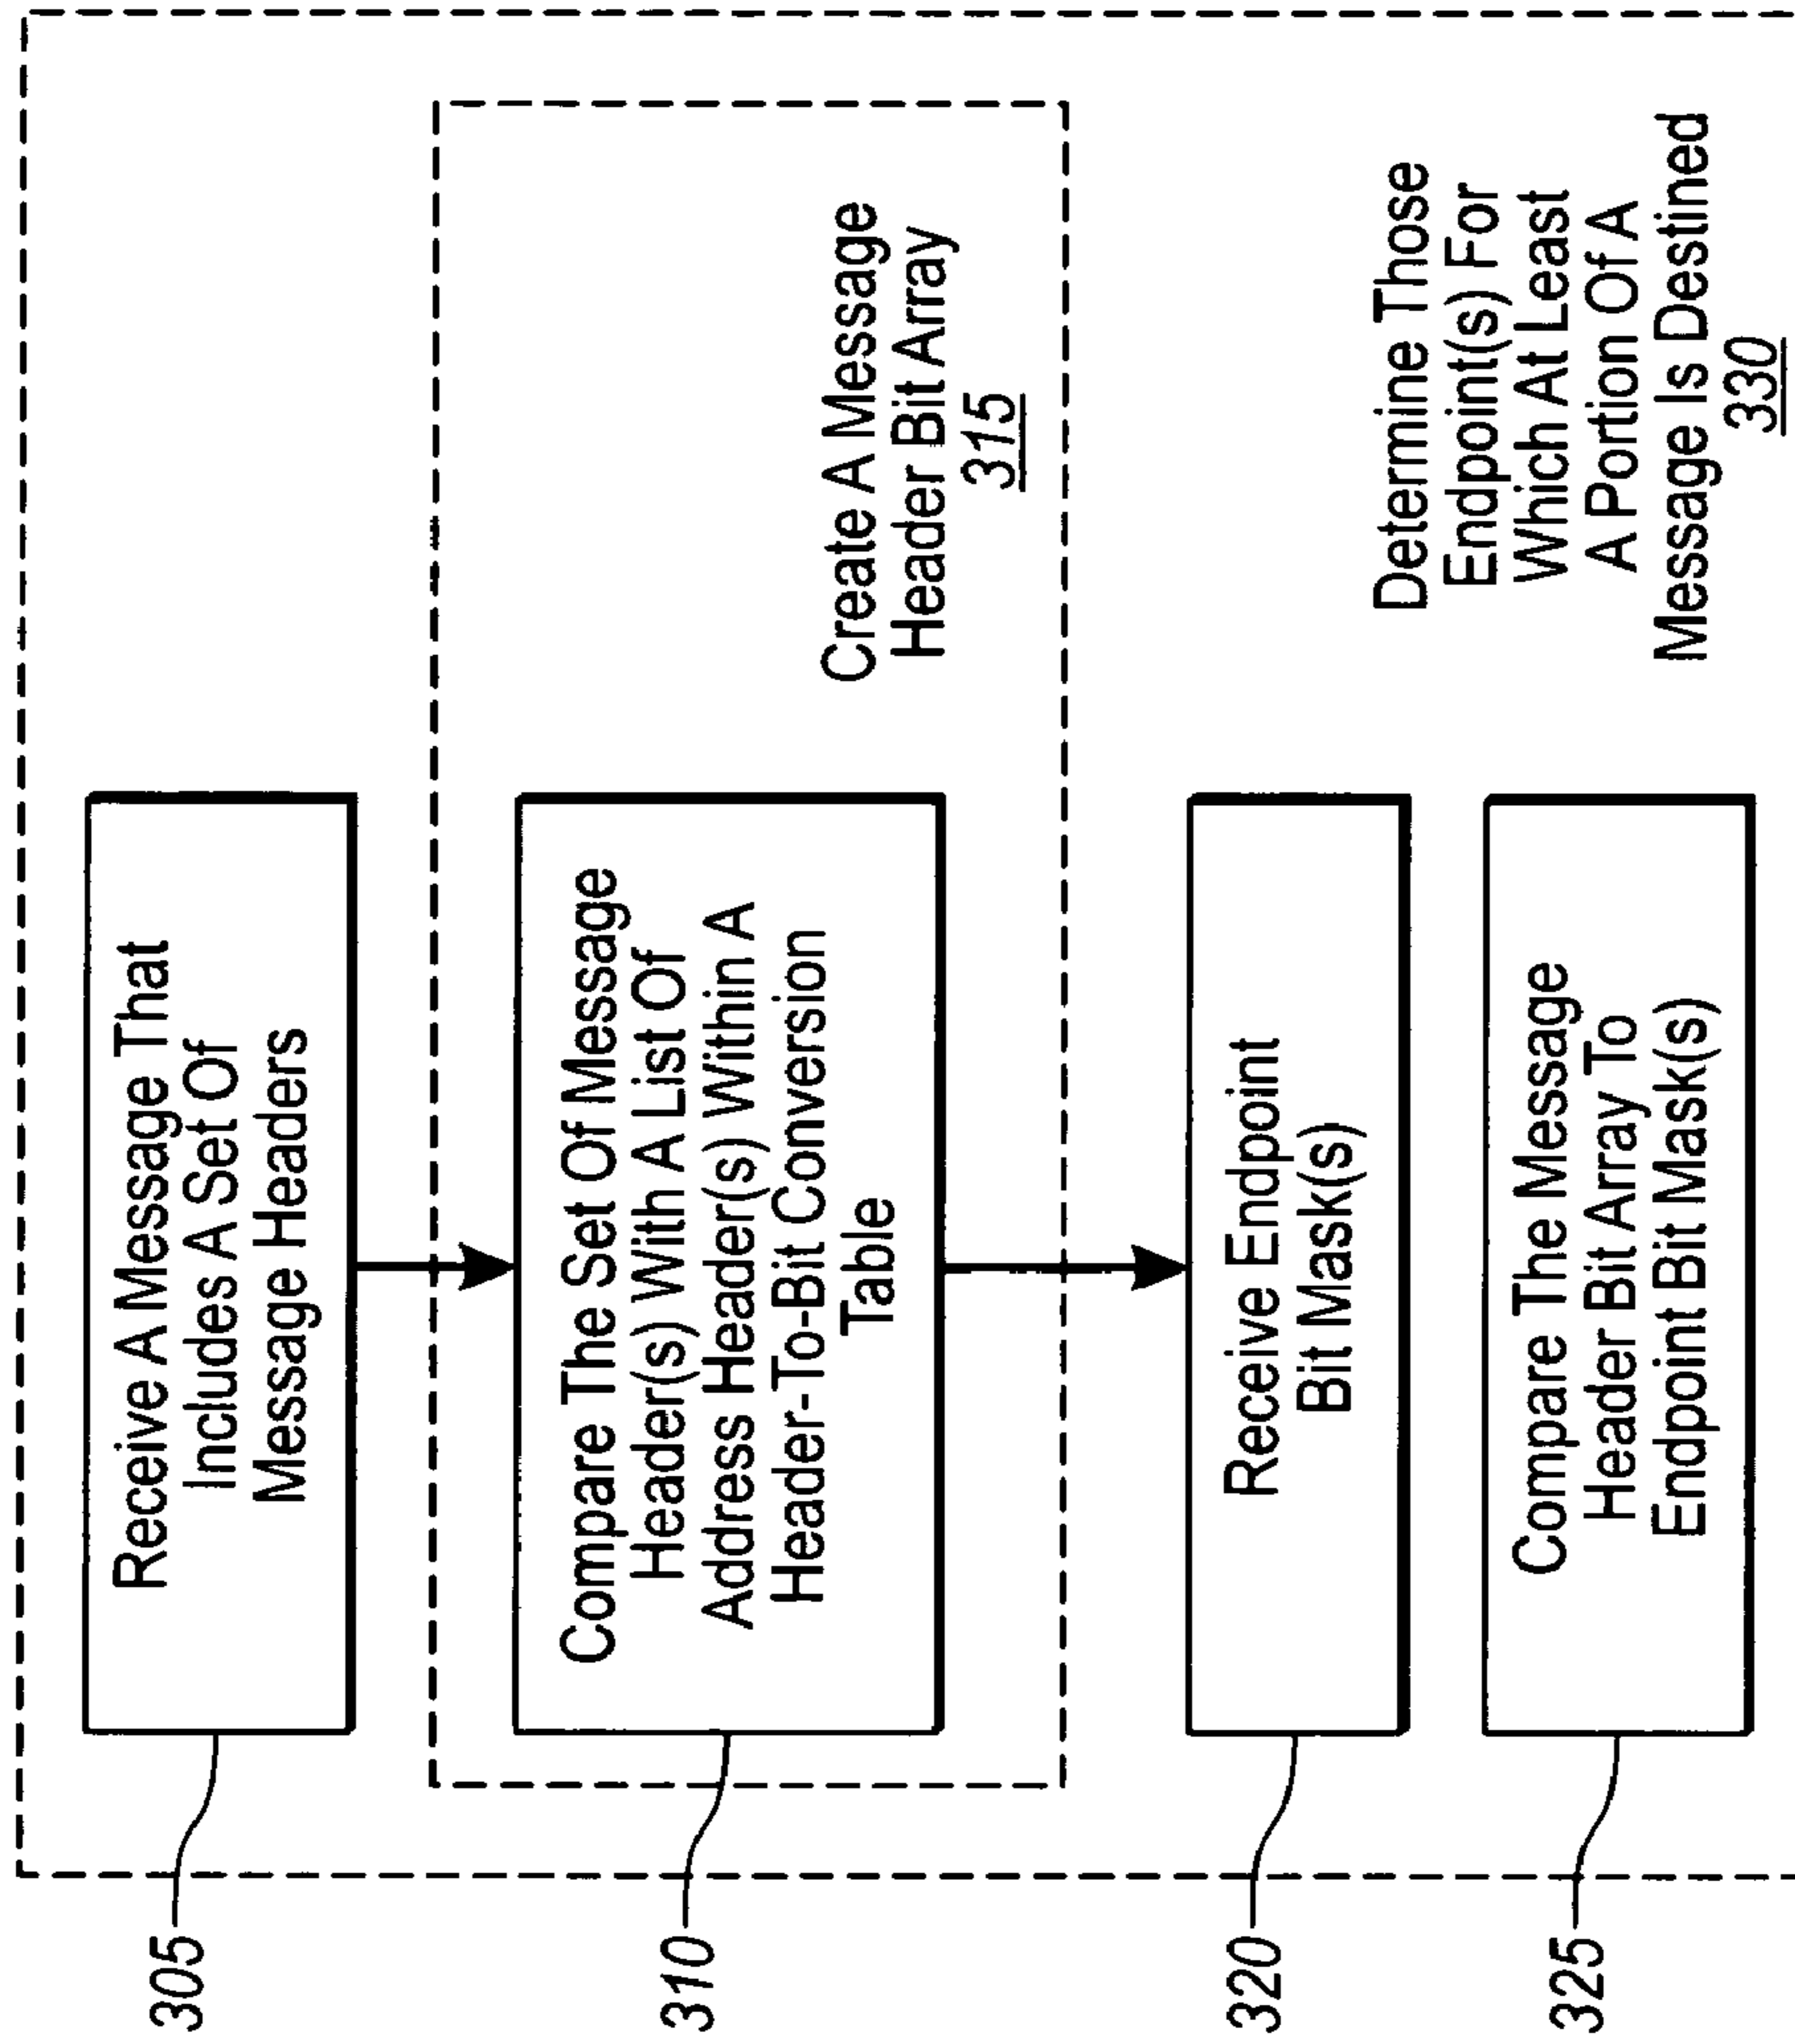 305
Receive A Message That
Includes A Set Of
Message Headers
310
Compare The Set Of Message
Header(s) With A List Of
Address Header(s) Within A
Header-To-Bit Conversion
Table
Create A Message
Header Bit Array
315
320
Receive Endpoint
Bit Mask(s)
325
Compare The Message
Header Bit Array To
Endpoint Bit Mask(s)
Determine Those
Endpoint(s) For
Which At Least
A Portion Of A
Message Is Destined
330